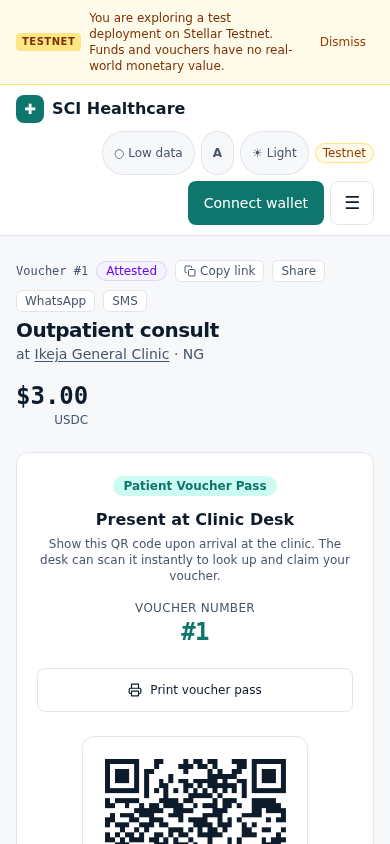 TESTNET
You are exploring a test
deployment on Stellar Testnet.
Funds and vouchers have no real-
world monetary value.
Dismiss
SCI Healthcare
Low data
A
Light
Testnet
Connect wallet
Voucher #1
Attested
Copy link
Share
WhatsApp
SMS
Outpatient consult
at Ikeja General Clinic · NG
$3.00
USDC
Patient Voucher Pass
Present at Clinic Desk
Show this QR code upon arrival at the clinic. The
desk can scan it instantly to look up and claim your
voucher.
VOUCHER NUMBER
#1
Print voucher pass